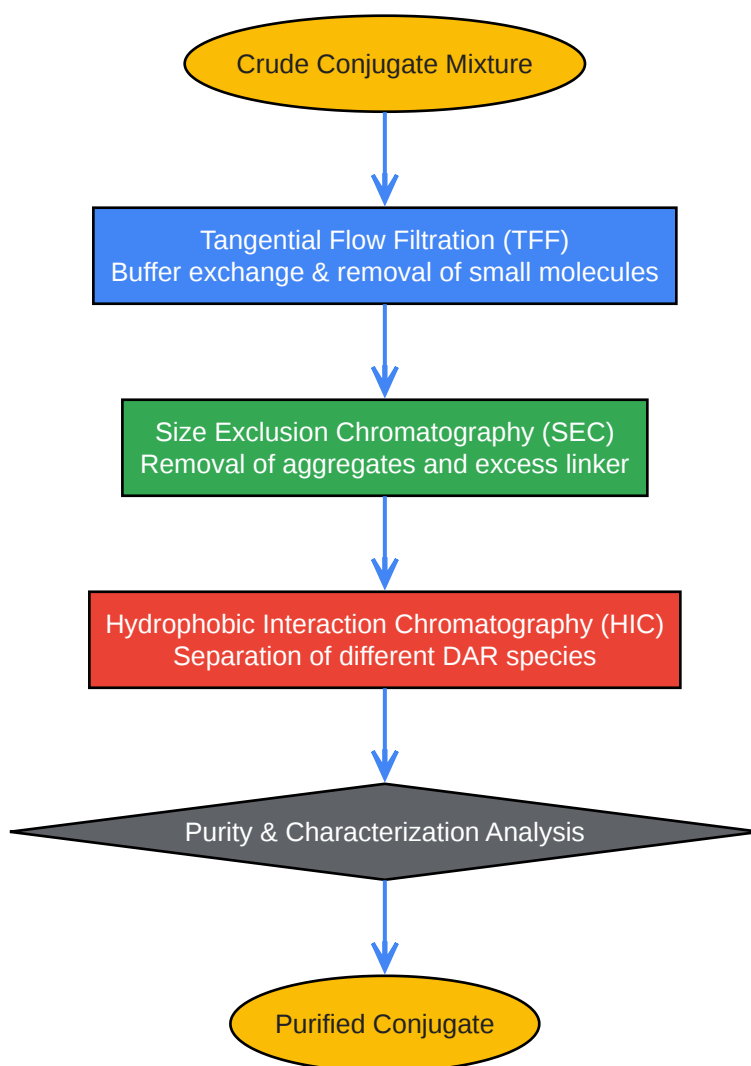 Crude Conjugate Mixture
Tangential Flow Filtration (TFF)
Buffer exchange & removal of small molecules
Size Exclusion Chromatography (SEC)
Removal of aggregates and excess linker
Hydrophobic Interaction Chromatography (HIC)
Separation of different DAR species
Purity & Characterization Analysis
Purified Conjugate